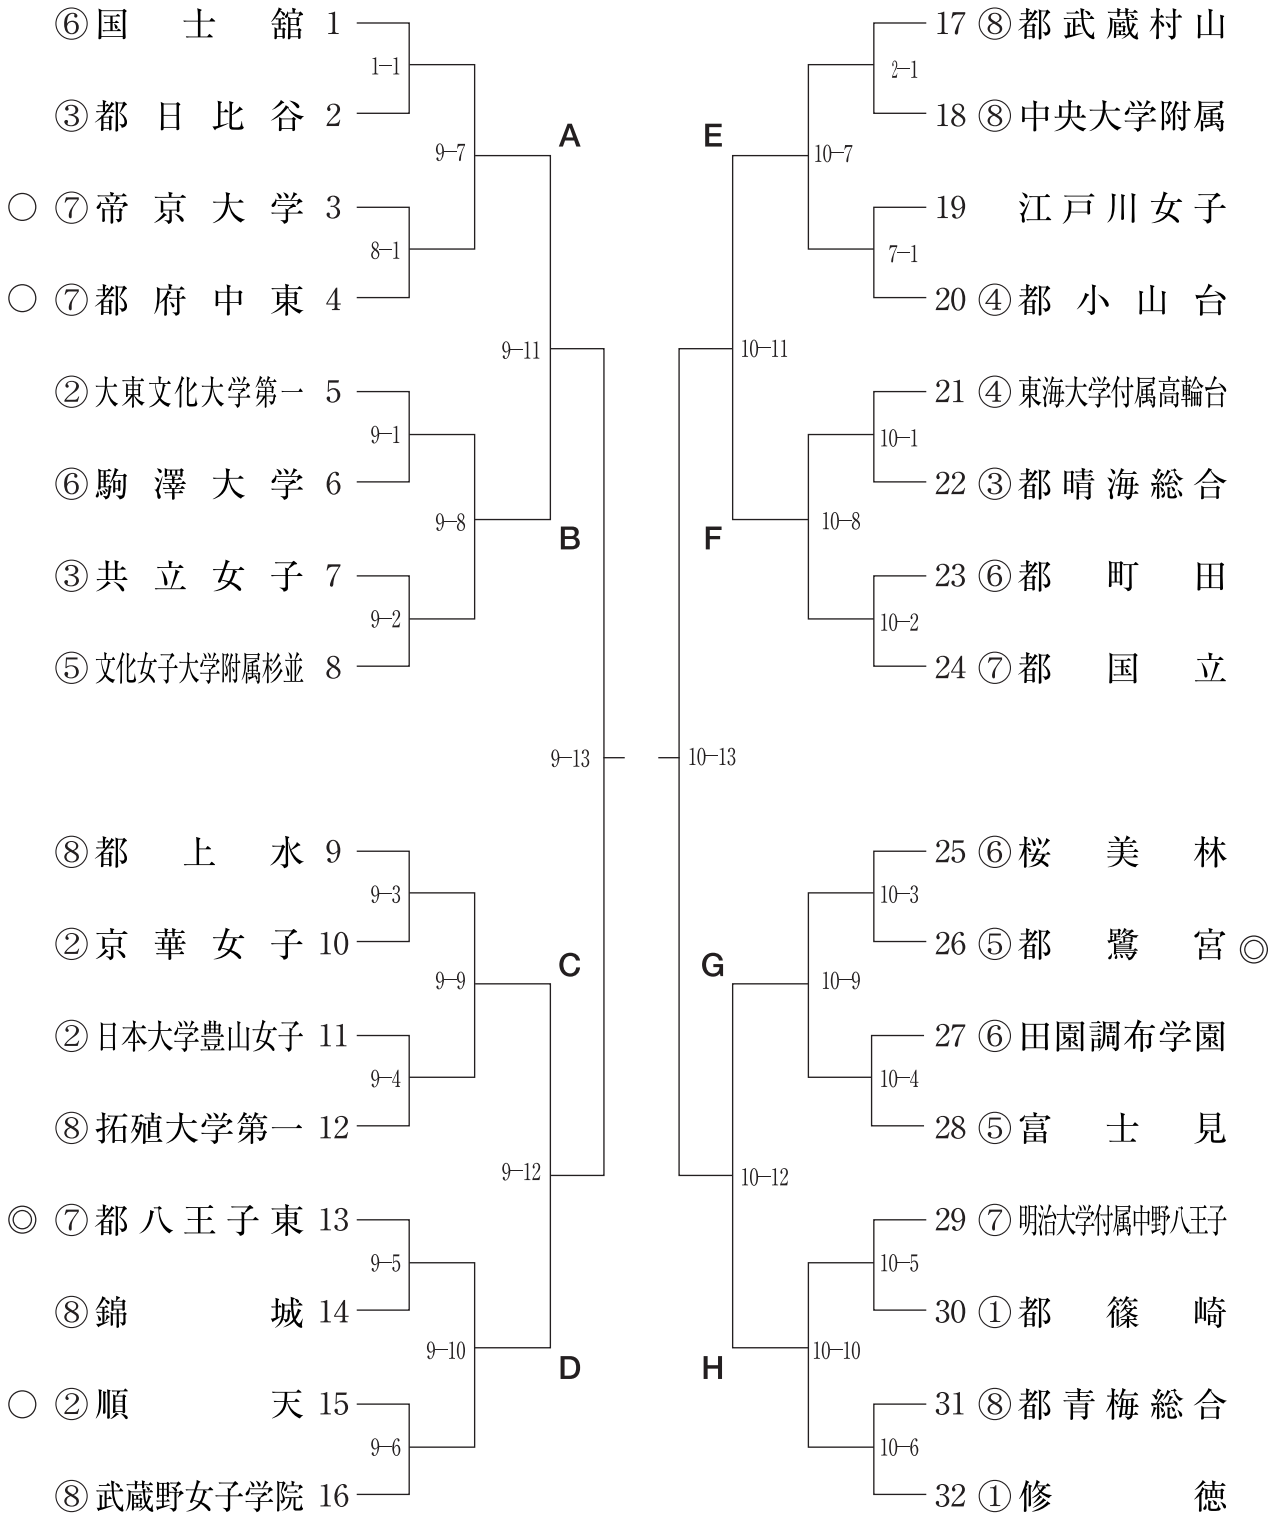 ⑥国士舘 1
1−1
③都日比谷 2
9−7
A
○ ⑦帝京大学 3
8−1
○ ⑦都府中東 4
9−11
②大東文化大学第一 5
9−1
⑥駒澤大学 6
9−8
B
③共立女子 7
9−2
⑤文化女子大学附属杉並 8
9−13
⑧都上水 9
9−3
②京華女子 10
9−9
C
②日本大学豊山女子 11
9−4
⑧拓殖大学第一 12
9−12
◎ ⑦都八王子東 13
9−5
⑧錦城 14
9−10
D
○ ②順天 15
9−6
⑧武蔵野女子学院 16
17 ⑧都武蔵村山
2−1
18 ⑧中央大学附属
E
10−7
19 江戸川女子
7−1
20 ④都小山台
10−11
21 ④東海大学付属高輪台
10−1
22 ③都晴海総合
F
10−8
23 ⑥都町田
10−2
24 ⑦都国立
10−13
25 ⑥桜美林
10−3
26 ⑤都鷺宮 ◎
G
10−9
27 ⑥田園調布学園
10−4
28 ⑤富士見
10−12
29 ⑦明治大学付属中野八王子
10−5
30 ①都篠崎
H
10−10
31 ⑧都青梅総合
10−6
32 ①修徳